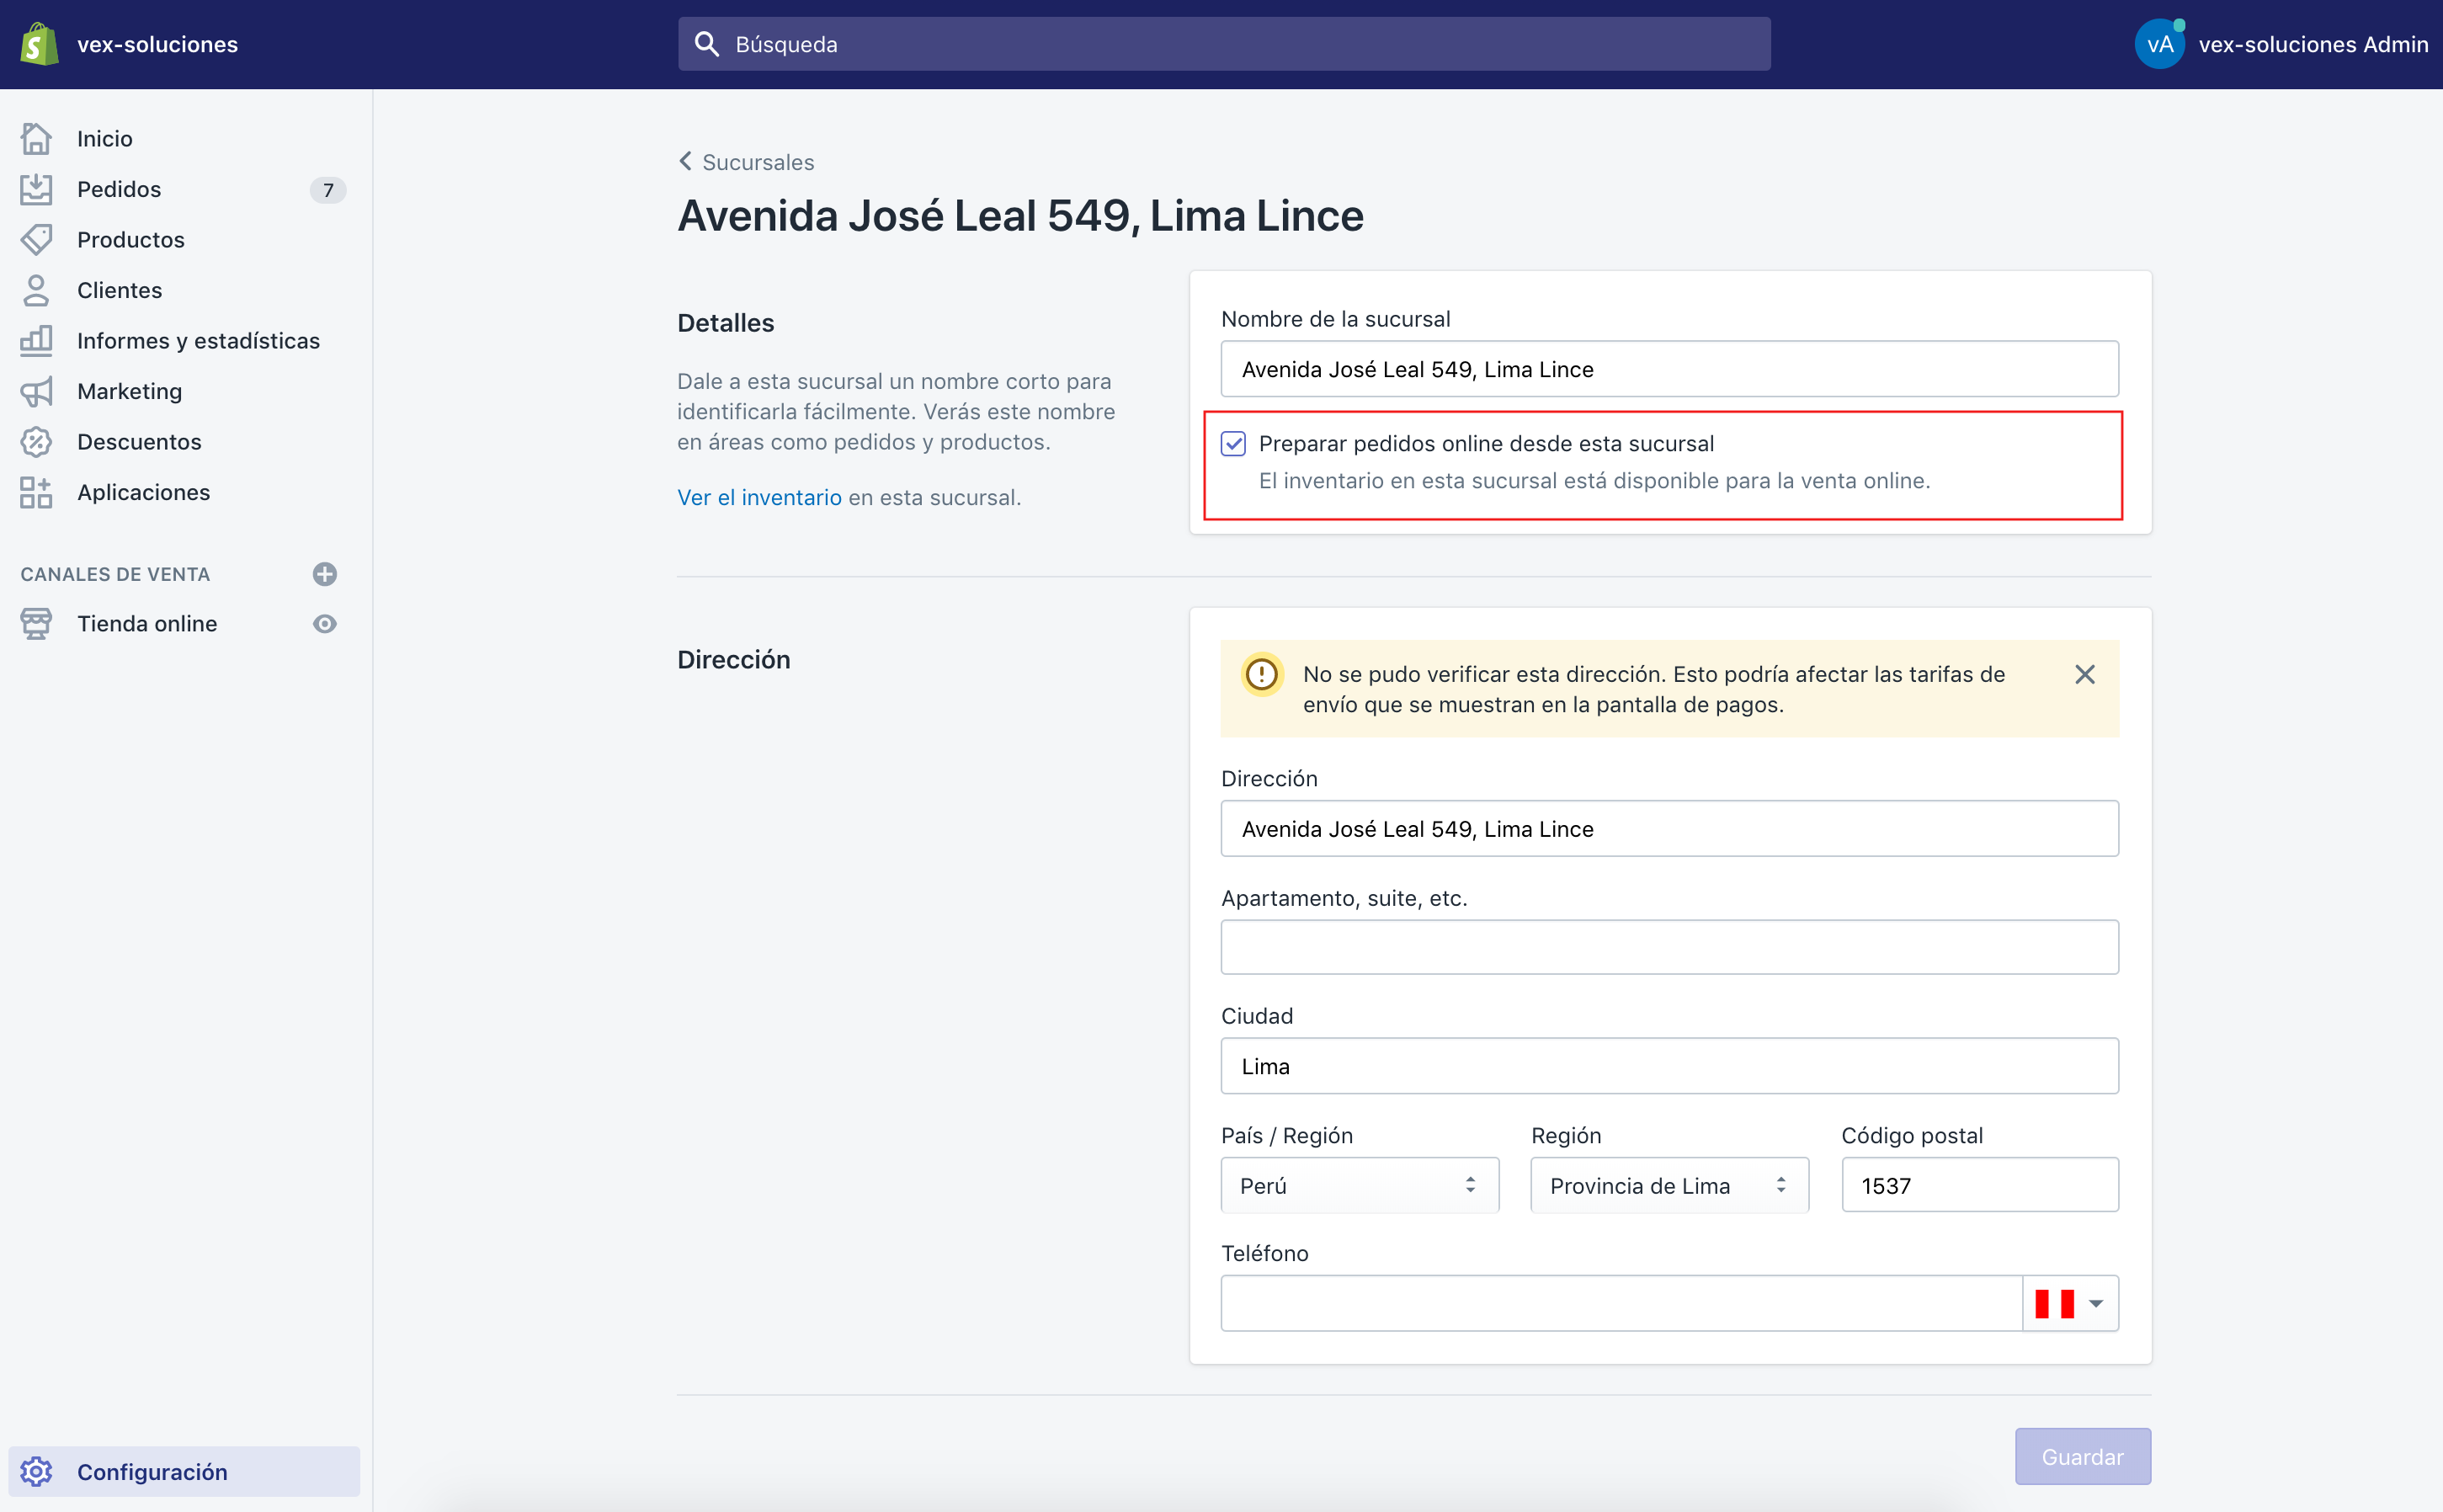 vex-soluciones
Búsqueda
vA
vex-soluciones Admin
Inicio
Pedidos
7
Productos
Clientes
Informes y estadísticas
Marketing
Descuentos
Aplicaciones
CANALES DE VENTA
Tienda online
Configuración
Sucursales
Avenida José Leal 549, Lima Lince
Detalles
Dale a esta sucursal un nombre corto para
identificarla fácilmente. Verás este nombre
en áreas como pedidos y productos.
Ver el inventario en esta sucursal.
Nombre de la sucursal
Avenida José Leal 549, Lima Lince
Preparar pedidos online desde esta sucursal
El inventario en esta sucursal está disponible para la venta online.
Dirección
No se pudo verificar esta dirección. Esto podría afectar las tarifas de
envío que se muestran en la pantalla de pagos.
Dirección
Avenida José Leal 549, Lima Lince
Apartamento, suite, etc.
Ciudad
Lima
País / Región
Región
Código postal
Perú
Provincia de Lima
1537
Teléfono
Guardar